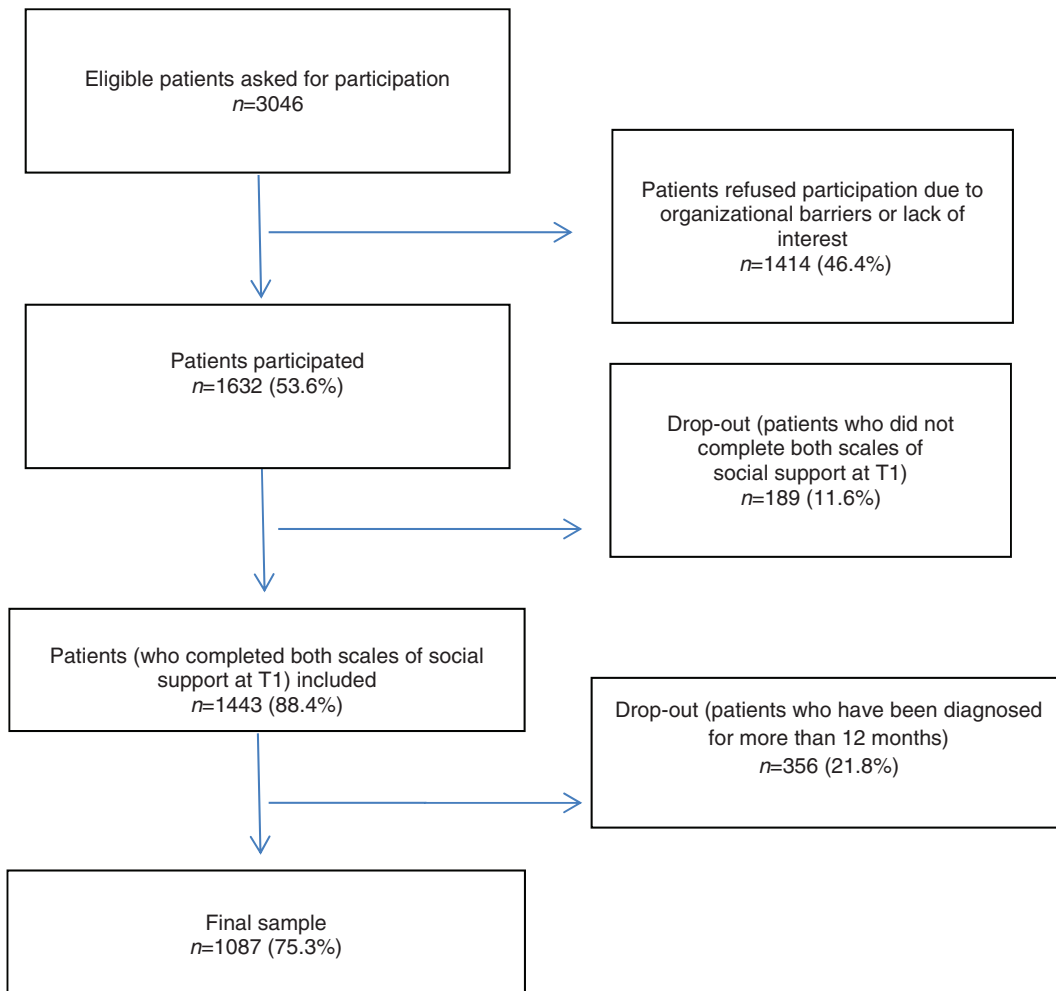 Eligible patients asked for participation
n=3046
Patients refused participation due to
organizational barriers or lack of
interest
n=1414 (46.4%)
Patients participated
n=1632 (53.6%)
Drop-out (patients who did not
complete both scales of
social support at T1)
n=189 (11.6%)
Patients (who completed both scales of social
support at T1) included
n=1443 (88.4%)
Drop-out (patients who have been diagnosed
for more than 12 months)
n=356 (21.8%)
Final sample
n=1087 (75.3%)